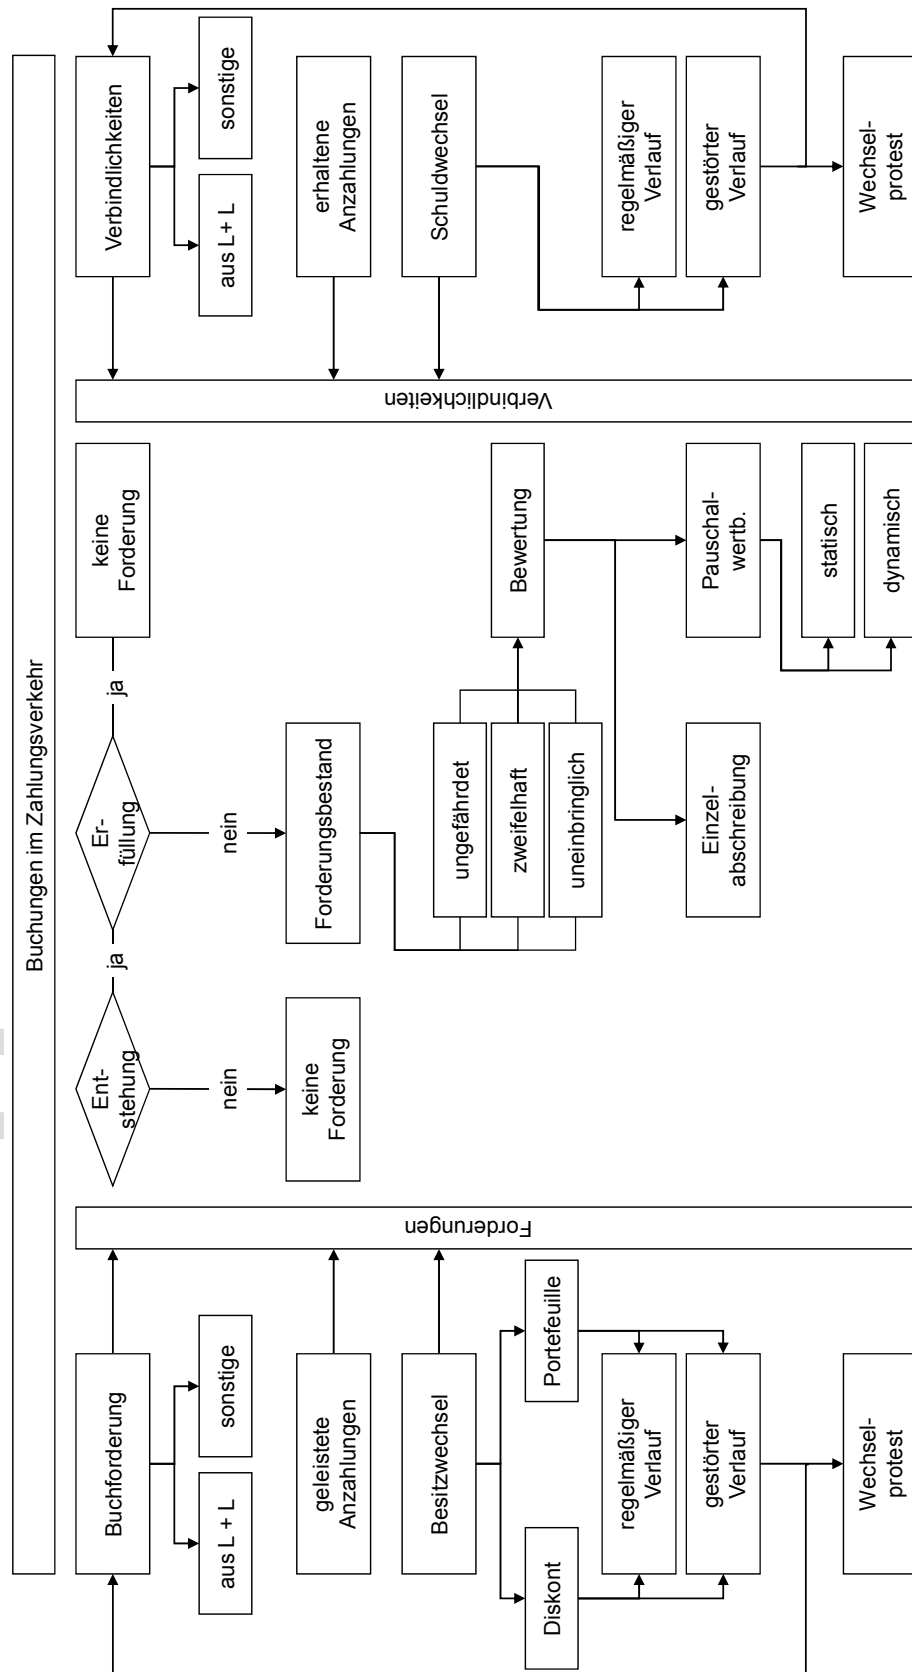 Buchungen im Zahlungsverkehr
Buchforderung
aus L + L
sonstige
geleistete
Anzahlungen
Besitzwechsel
Diskont
Portefeuille
regelmäßiger
Verlauf
gestörter
Verlauf
Wechsel-
protest
Forderungen
Ent-
stehung
ja
nein
keine
Forderung
Er-
füllung
ja
nein
keine
Forderung
Forderungsbestand
ungefährdet
zweifelhaft
uneinbringlich
Bewertung
Einzel-
abschreibung
Pauschal-
wertb.
statisch
dynamisch
Verbindlichkeiten
Verbindlichkeiten
aus L+ L
sonstige
erhaltene
Anzahlungen
Schuldwechsel
regelmäßiger
Verlauf
gestörter
Verlauf
Wechsel-
protest